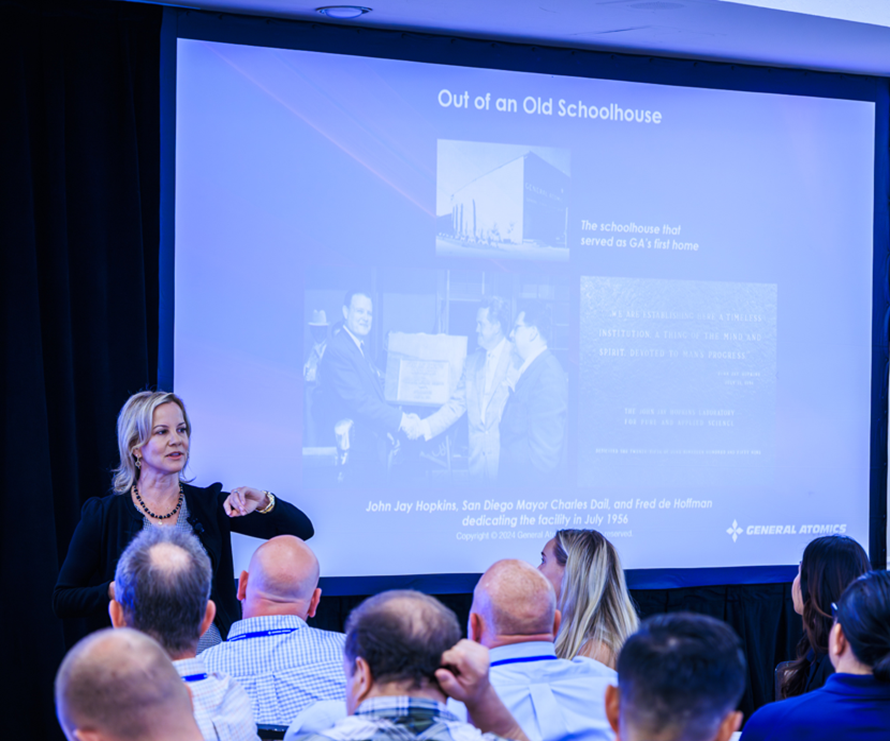 Out of an Old Schoolhouse
The schoolhouse that
served as GA's first home
WE ARE ESTABLISHING HERE A TIMELESS
INSTITUTION, A THING OF THE MIND AND
SPIRIT, DEVOTED TO MAN'S PROGRESS"
THE JOHN JAY HOPKINS LABORATORY
FOR PURE AND APPLIED SCIENCE
John Jay Hopkins, San Diego Mayor Charles Dail, and Fred de Hoffman
dedicating the facility in July 1956
Copyright © 2024 General Atomics reserved.
GENERAL ATOMICS